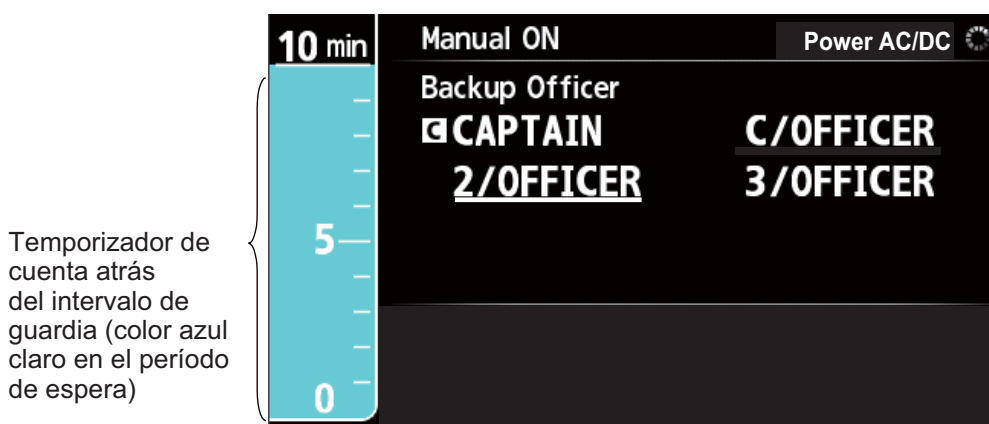 10 min
Manual ON
Power AC/DC
Backup Officer
C CAPTAIN
C/OFFICER
2/OFFICER
3/OFFICER
5
0
Temporizador de
cuenta atrás
del intervalo de
guardia (color azul
claro en el período
de espera)